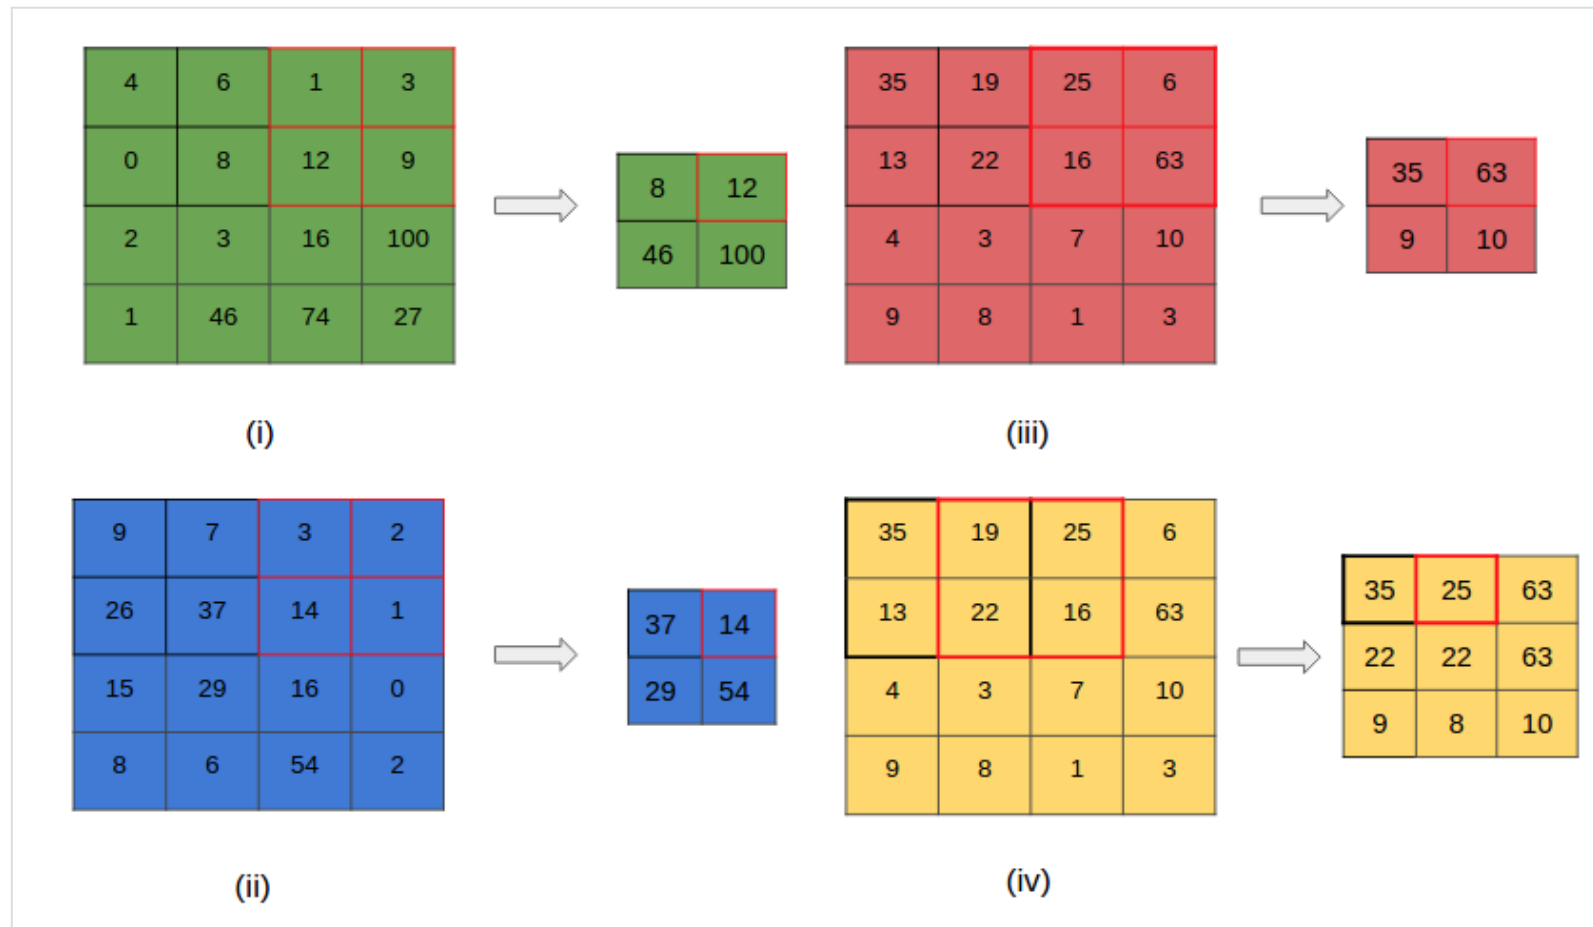 4 6 1 3
0 8 12 9
2 3 16 100
1 46 74 27
8 12
46 100
(i)
35 19 25 6
13 22 16 63
4 3 7 10
9 8 1 3
35 63
9 10
(iii)
9 7 3 2
26 37 14 1
15 29 16 0
8 6 54 2
37 14
29 54
(ii)
35 19 25 6
13 22 16 63
4 3 7 10
9 8 1 3
35 25 63
22 22 63
9 8 10
(iv)